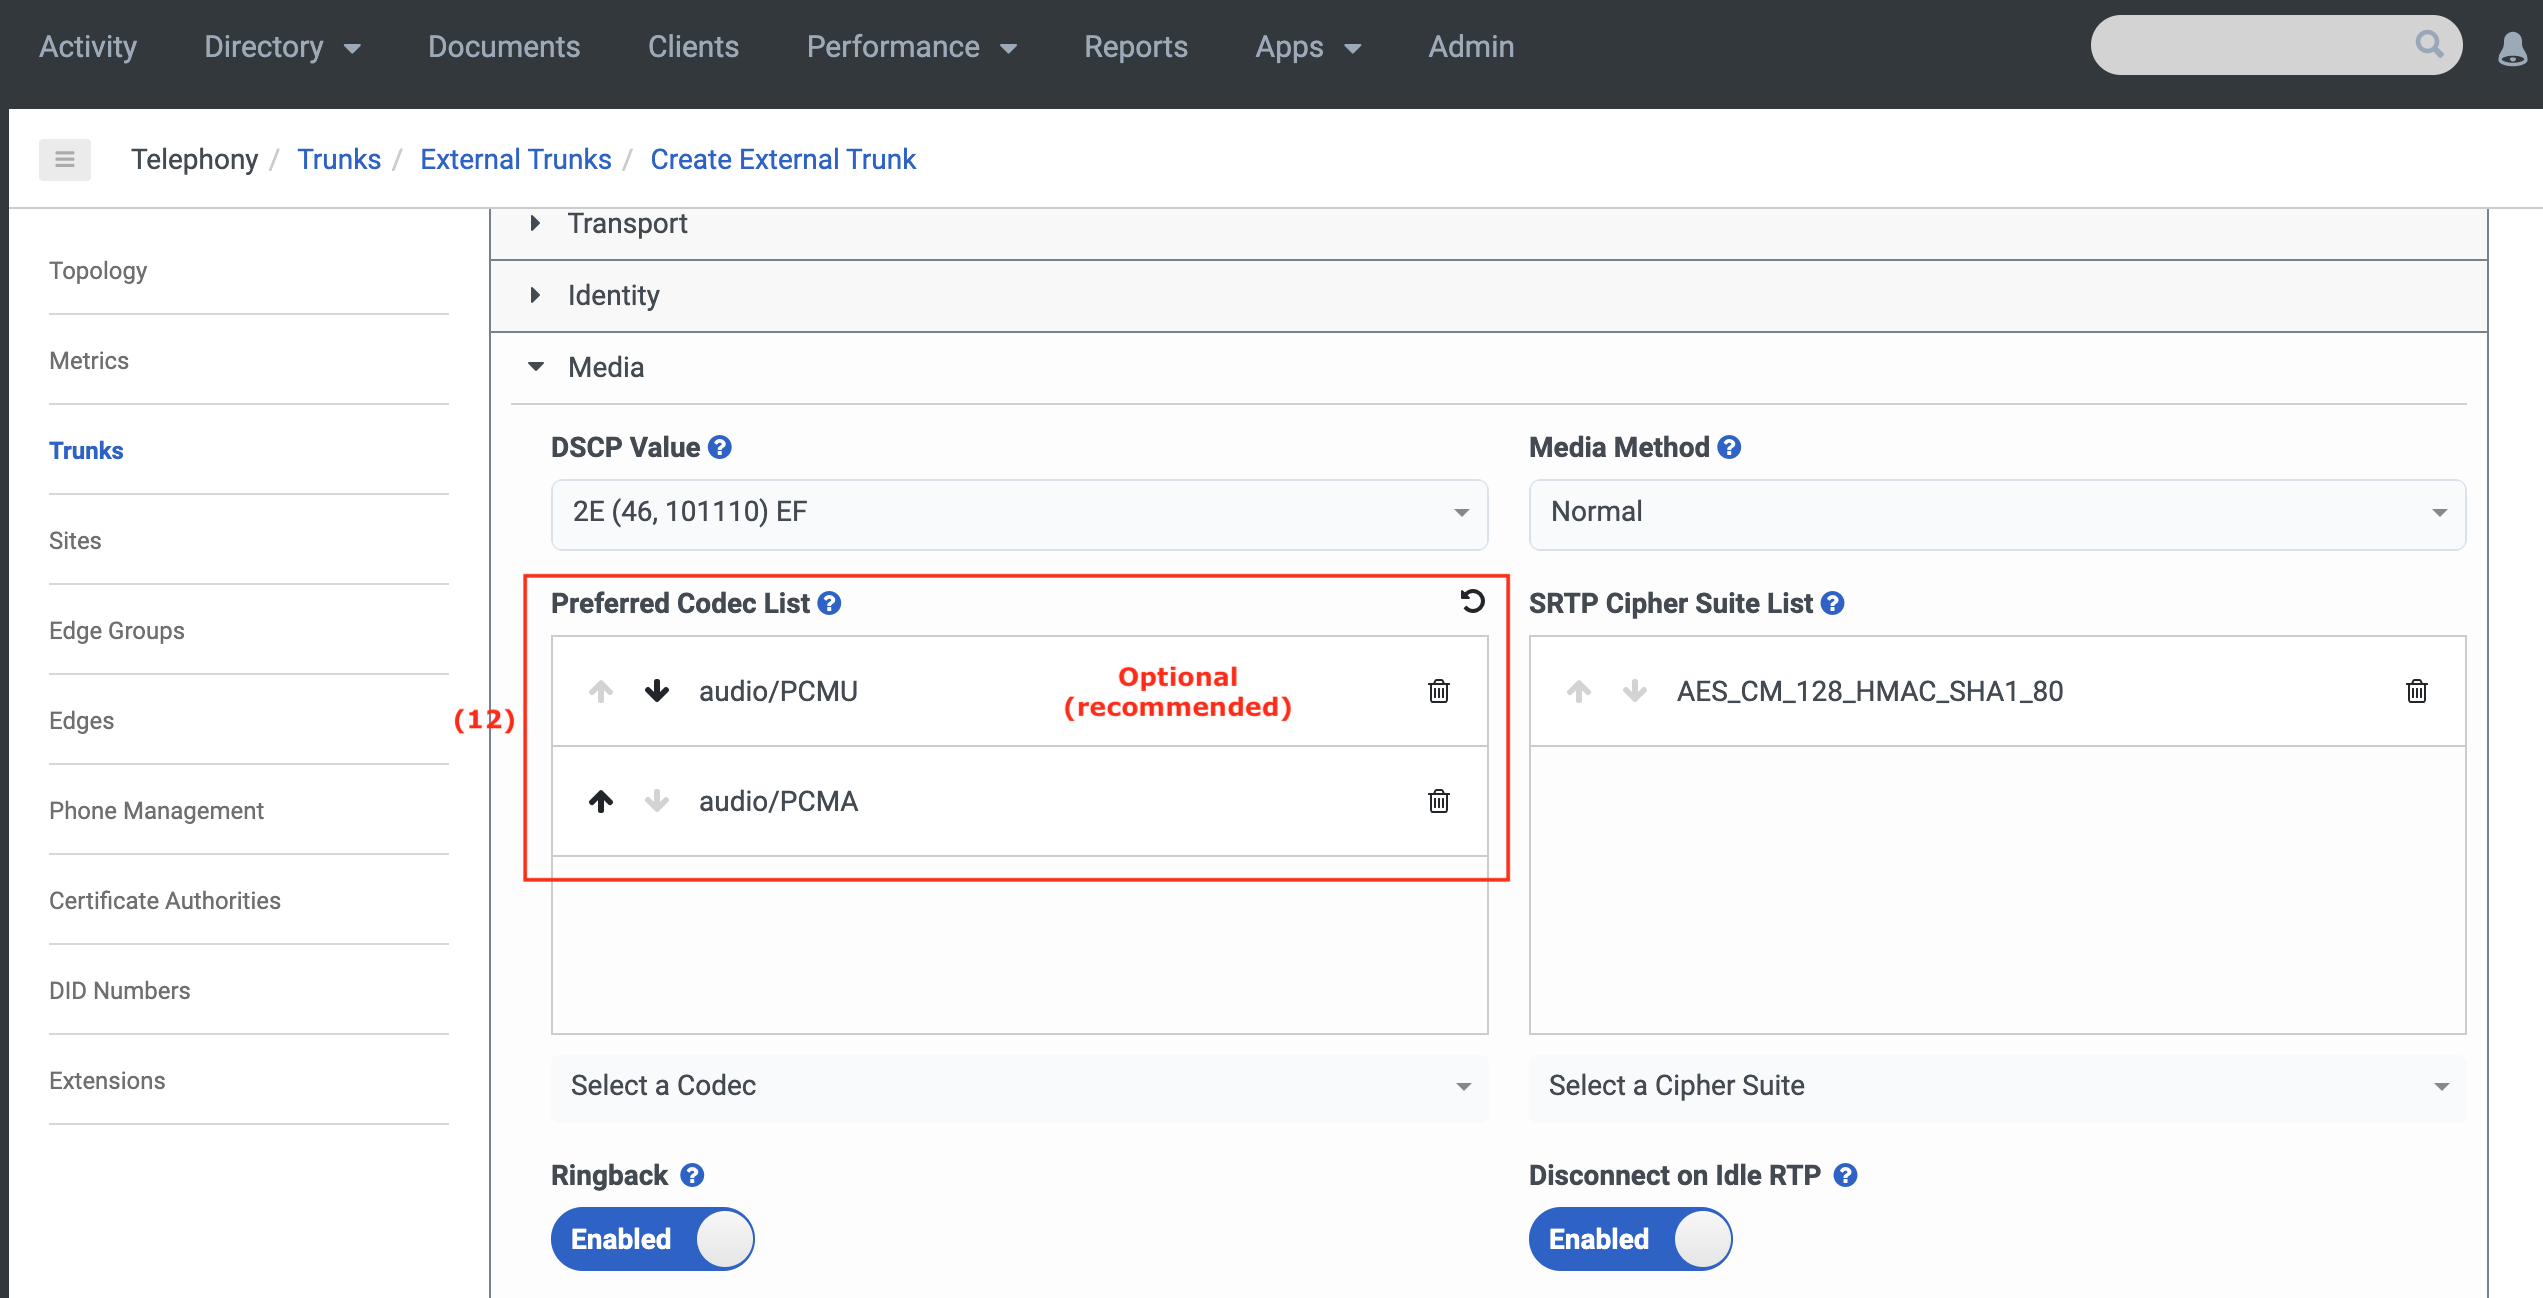 Activity Directory Documents Clients Performance Reports Apps Admin
Telephony / Trunks / External Trunks / Create External Trunk
Topology
Metrics
Trunks
Sites
Edge Groups
Edges
Phone Management
Certificate Authorities
DID Numbers
Extensions
Transport
Identity
Media
DSCP Value ?
2E (46, 101110) EF
Media Method ?
Normal
(12)
Preferred Codec List ?
audio/PCMU
Optional
(recommended)
audio/PCMA
Select a Codec
SRTP Cipher Suite List ?
AES_CM_128_HMAC_SHA1_80
Select a Cipher Suite
Ringback ?
Enabled
Disconnect on Idle RTP ?
Enabled